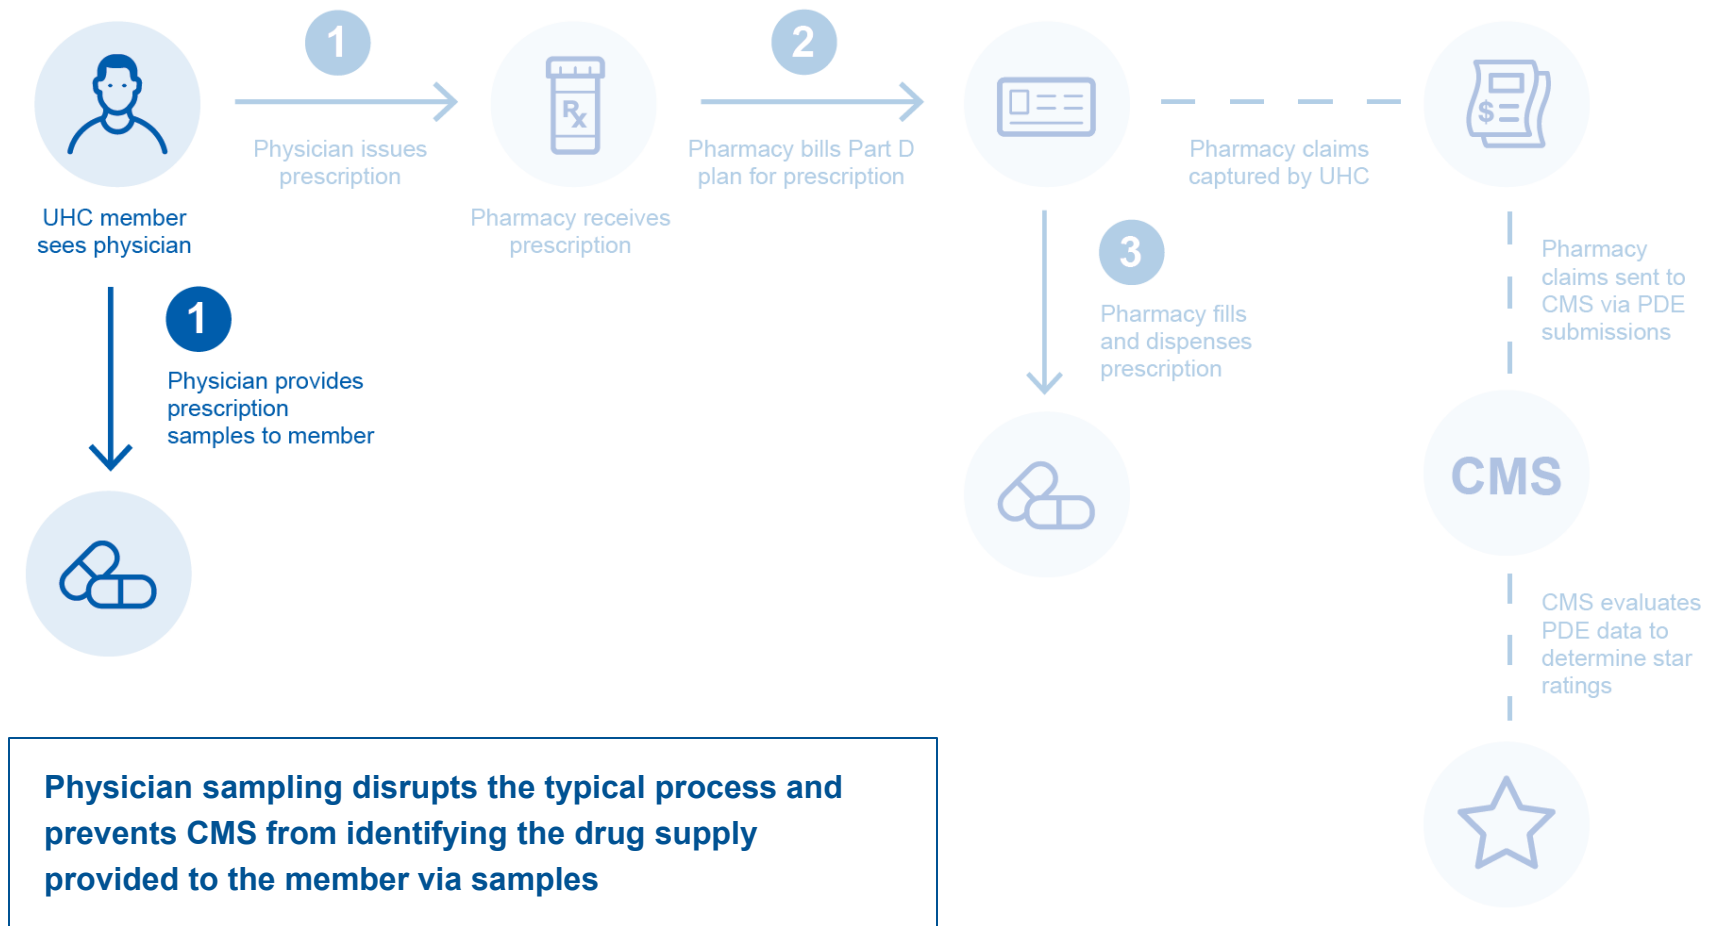 1
Physician issues
prescription
2
Pharmacy bills Part D
plan for prescription
Pharmacy claims
captured by UHC
$
Rx
UHC member
sees physician
Pharmacy receives
prescription
1
Physician provides
prescription
samples to member
3
Pharmacy fills
and dispenses
prescription
Pharmacy
claims sent to
CMS via PDE
submissions
CMS
CMS evaluates
PDE data to
determine star
ratings
Physician sampling disrupts the typical process and
prevents CMS from identifying the drug supply
provided to the member via samples